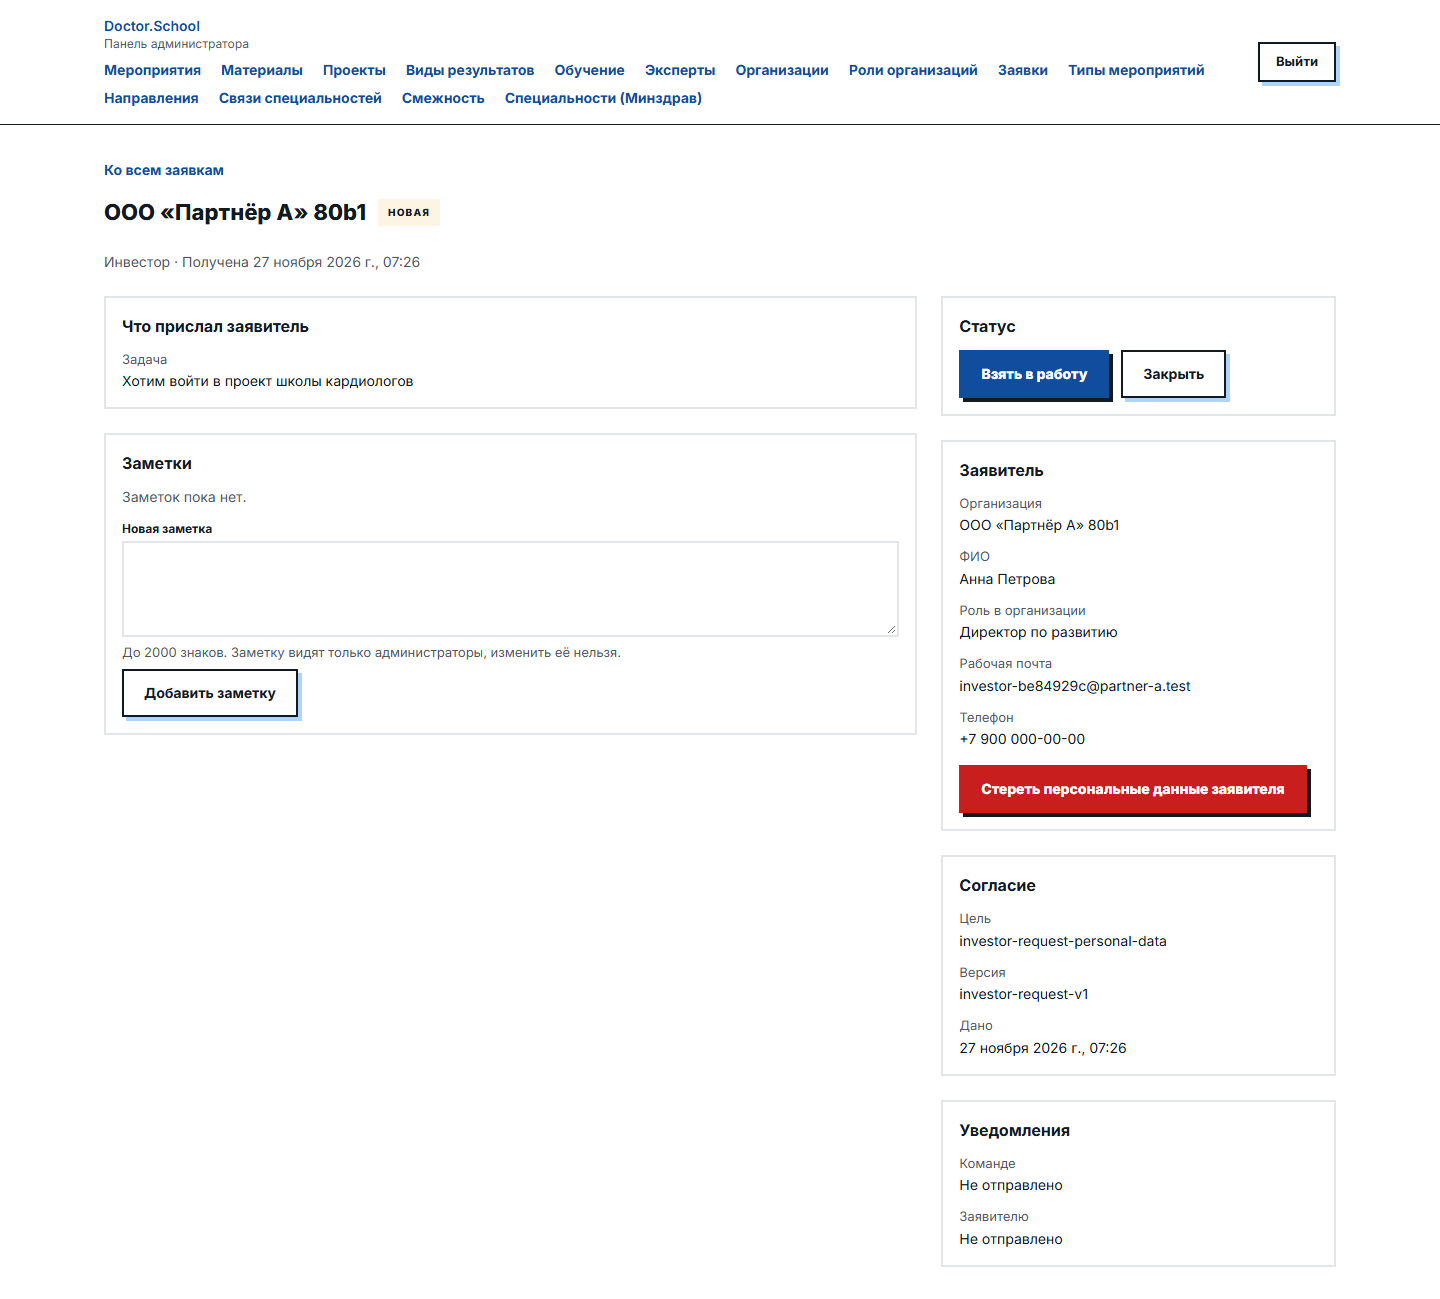 Doctor.School
Панель администратора
Мероприятия Материалы Проекты Виды результатов Обучение Эксперты Организации Роли организаций Заявки Типы мероприятий
Направления Связи специальностей Смежность Специальности (Минздрав)
Выйти
Ко всем заявкам
ООО «Партнёр А» 80b1 НОВАЯ
Инвестор · Получена 27 ноября 2026 г., 07:26
Что прислал заявитель
Задача
Хотим войти в проект школы кардиологов
Заметки
Заметок пока нет.
Новая заметка
До 2000 знаков. Заметку видят только администраторы, изменить её нельзя.
Добавить заметку
Статус
Взять в работу Закрыть
Заявитель
Организация
ООО «Партнёр А» 80b1
ФИО
Анна Петрова
Роль в организации
Директор по развитию
Рабочая почта
investor-be84929c@partner-a.test
Телефон
+7 900 000-00-00
Стереть персональные данные заявителя
Согласие
Цель
investor-request-personal-data
Версия
investor-request-v1
Дано
27 ноября 2026 г., 07:26
Уведомления
Команде
Не отправлено
Заявителю
Не отправлено